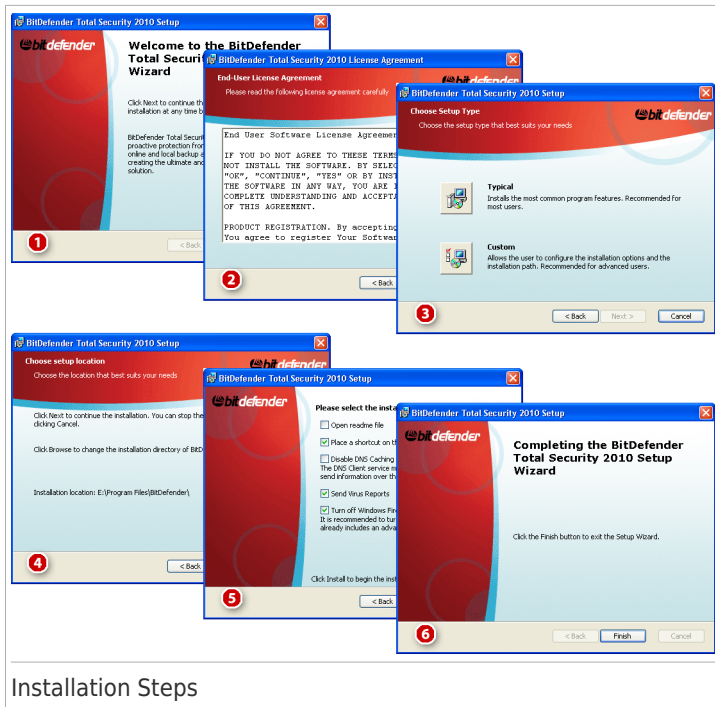 BitDefender Total Security 2010 Setup
bitdefender
Welcome to the BitDefender
Total Securi
Wizard
Click Next to continue th
installation at any time b
BitDefender Total Securit
proactive protection from
online and local backup a
creating the ultimate and
solution.
< Back
1
BitDefender Total Security 2010 License Agreement
End-User License Agreement
bitdefender
Please read the following license agreement carefully
End User Software License Agreemen
IF YOU DO NOT AGREE TO THESE TERMS
NOT INSTALL THE SOFTWARE. BY SELEC
"OK", "CONTINUE", "YES" OR BY INST
THE SOFTWARE IN ANY WAY, YOU ARE I
COMPLETE UNDERSTANDING AND ACCEPTA
OF THIS AGREEMENT.
PRODUCT REGISTRATION. By accepting
You agree to register Your Softwar
< Back
2
BitDefender Total Security 2010 Setup
Choose Setup Type
bitdefender
Choose the setup type that best suits your needs
Typical
Installs the most common program features. Recommended for
most users.
Custom
Allows the user to configure the installation options and the
installation path. Recommended for advanced users.
3
< Back Next > Cancel
BitDefender Total Security 2010 Setup
Choose setup location
bitdefender
Choose the location that best suits your needs
Click Next to continue the installation. You can stop the
clicking Cancel.
Click Browse to change the installation directory of BitD
Installation location: E:\Program Files\BitDefender\
< Back
4
BitDefender Total Security 2010 Setup
bitdefender
Please select the insta
Open readme file
Place a shortcut on th
Disable DNS Caching
The DNS Client service m
send information over th
Send Virus Reports
Turn off Windows Fire
It is recommended to tur
already includes an adva
Click Install to begin the inst
< Back
5
BitDefender Total Security 2010 Setup
bitdefender
Completing the BitDefender
Total Security 2010 Setup
Wizard
Click the Finish button to exit the Setup Wizard.
6
< Back Finish Cancel
Installation Steps